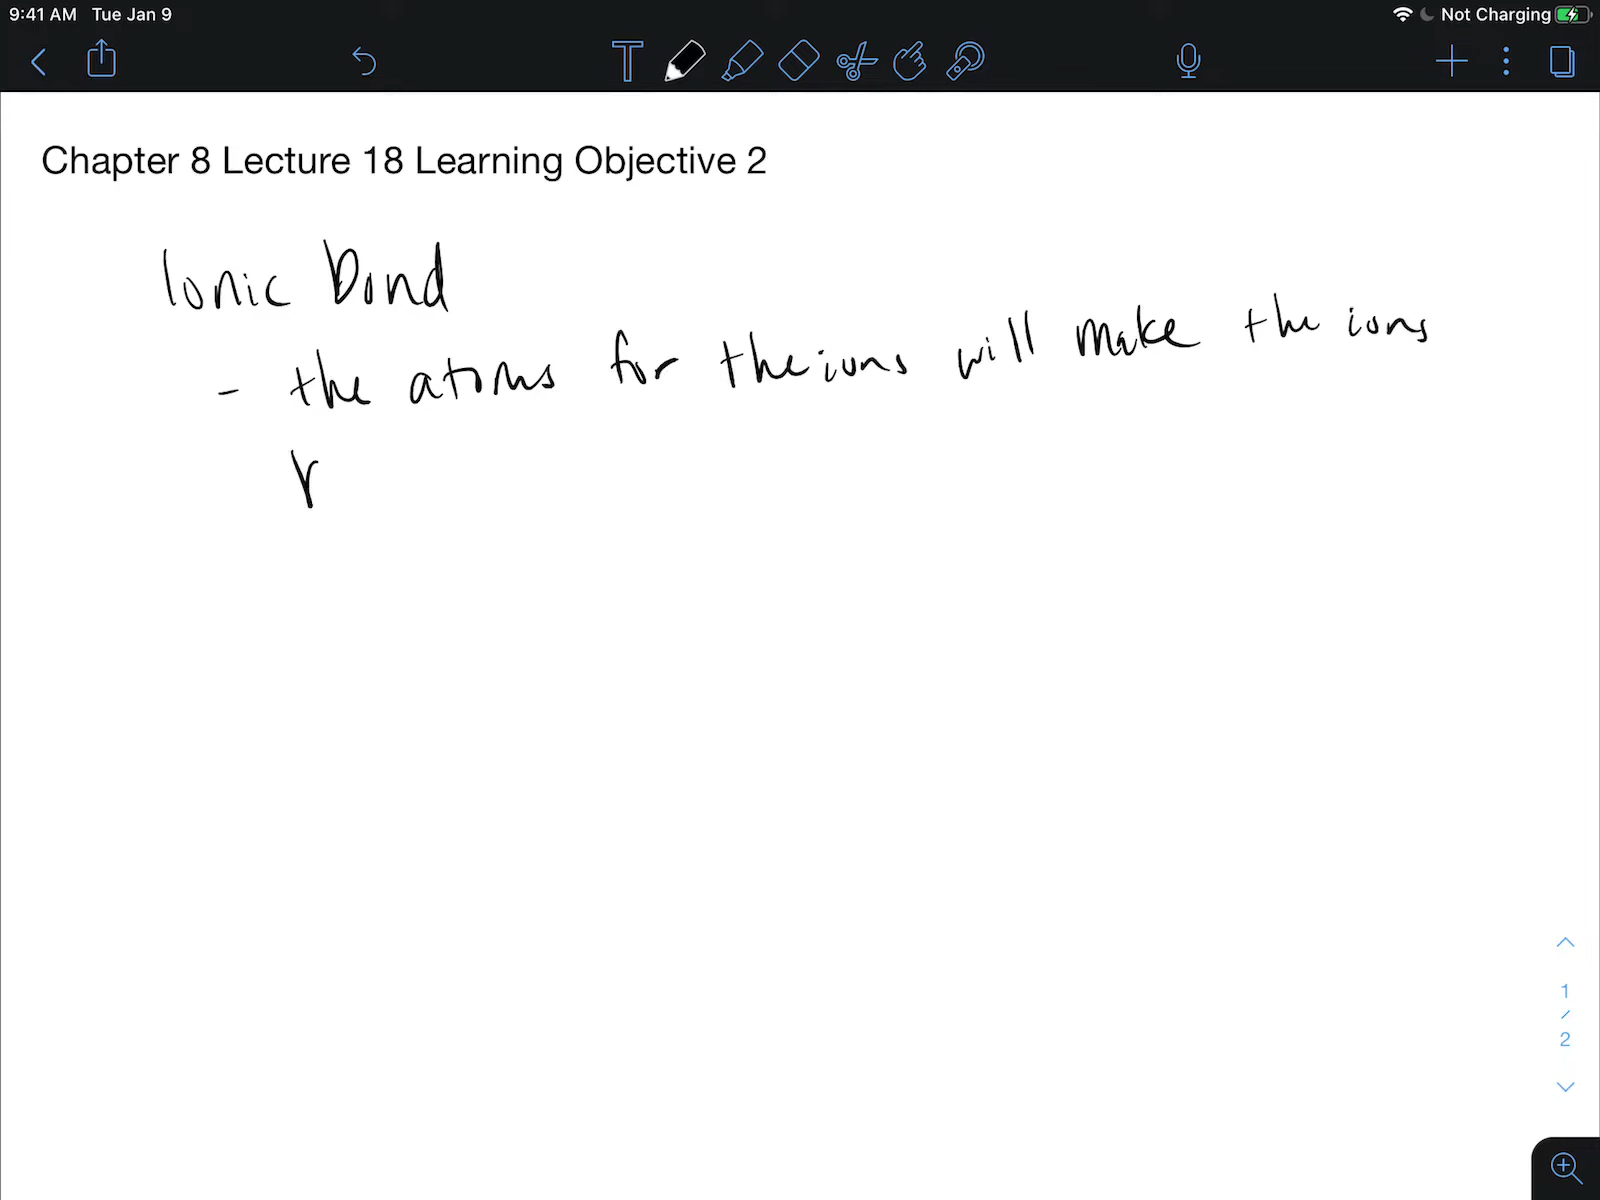 9:41 AM Tue Jan 9 Not Charging
T
Chapter 8 Lecture 18 Learning Objective 2
Ionic Bond
- the atoms for the ions will make the ions
r
1
/
2